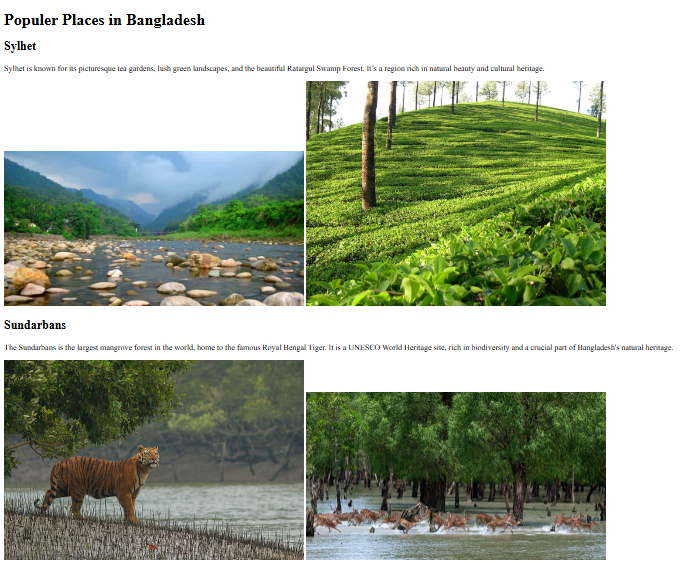 Populer Places in Bangladesh
Sylhet
Sylhet is known for its picturesque tea gardens, lush green landscapes, and the beautiful Ratargul Swamp Forest. It's a region rich in natural beauty and cultural heritage.
Sundarbans
The Sundarbans is the largest mangrove forest in the world, home to the famous Royal Bengal Tiger. It is a UNESCO World Heritage site, rich in biodiversity and a crucial part of Bangladesh's natural heritage.